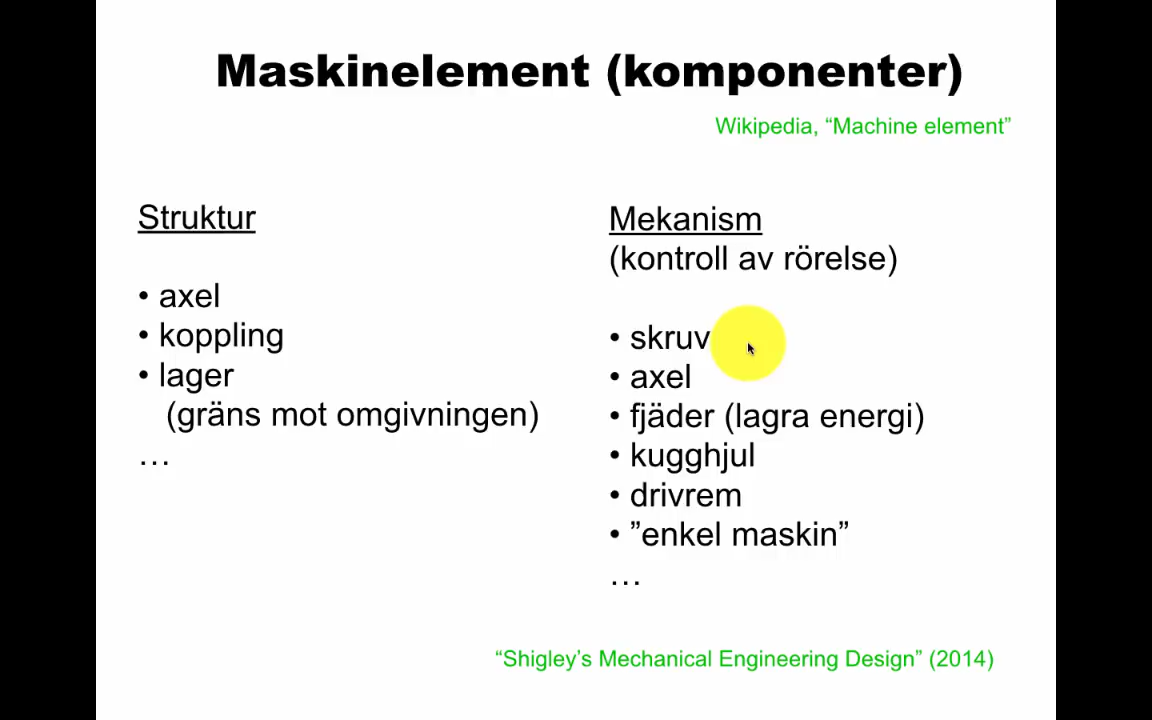 Maskinelement (komponenter)
Wikipedia, “Machine element”
Struktur
• axel
• koppling
• lager
(gräns mot omgivningen)
…
Mekanism
(kontroll av rörelse)
• skruv
• axel
• fjäder (lagra energi)
• kugghjul
• drivrem
• ”enkel maskin”
…
“Shigley’s Mechanical Engineering Design” (2014)